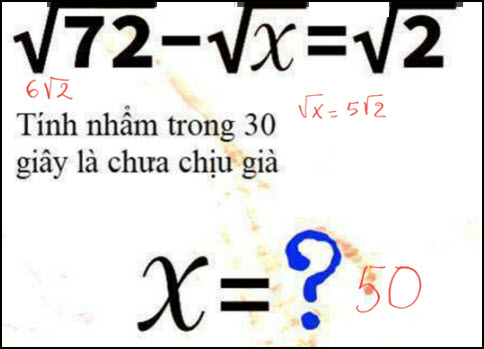 √72-√x=√2
6√2
√x=5√2
Tính nhẩm trong 30
giây là chưa chịu già
x=? 50